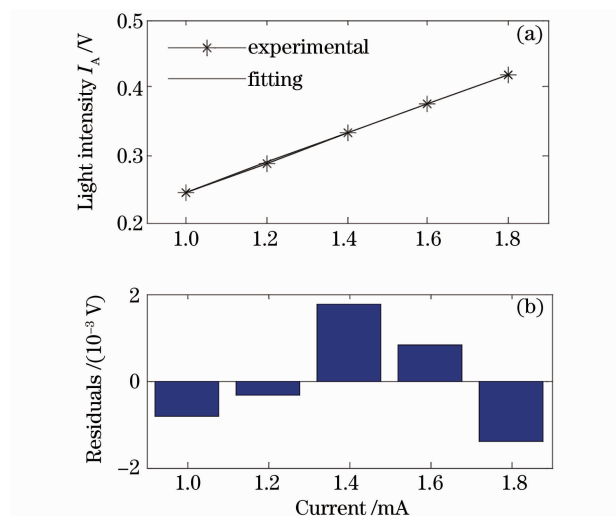 0.5
(a)
experimental
fitting
0.4
0.3
0.2
Light intensity I_A /V
1.0 1.2 1.4 1.6 1.8
2
(b)
0
−2
Residuals /(10⁻³ V)
1.0 1.2 1.4 1.6 1.8
Current /mA